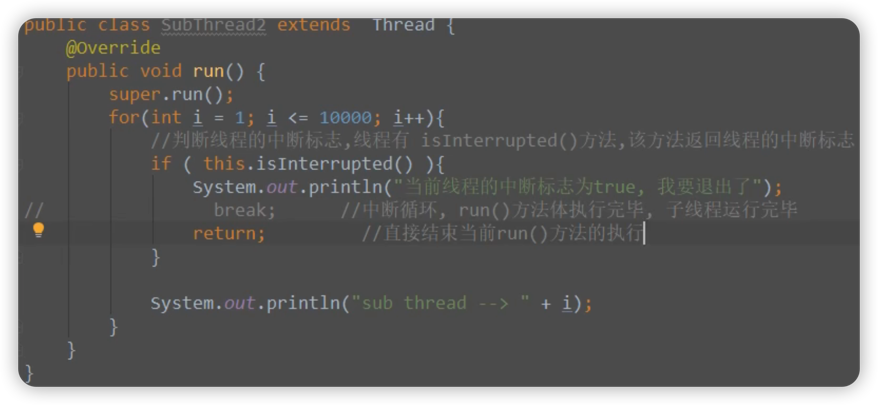 public class SubThread2 extends  Thread {
    @Override
    public void run() {
        super.run();
        for(int i = 1; i <= 10000; i++){
            //判断线程的中断标志,线程有 isInterrupted()方法,该方法返回线程的中断标志
            if ( this.isInterrupted() ){
                System.out.println("当前线程的中断标志为true, 我要退出了");
//                break;      //中断循环, run()方法体执行完毕, 子线程运行完毕
                return;         //直接结束当前run()方法的执行
            }

            System.out.println("sub thread --> " + i);
        }
    }
}